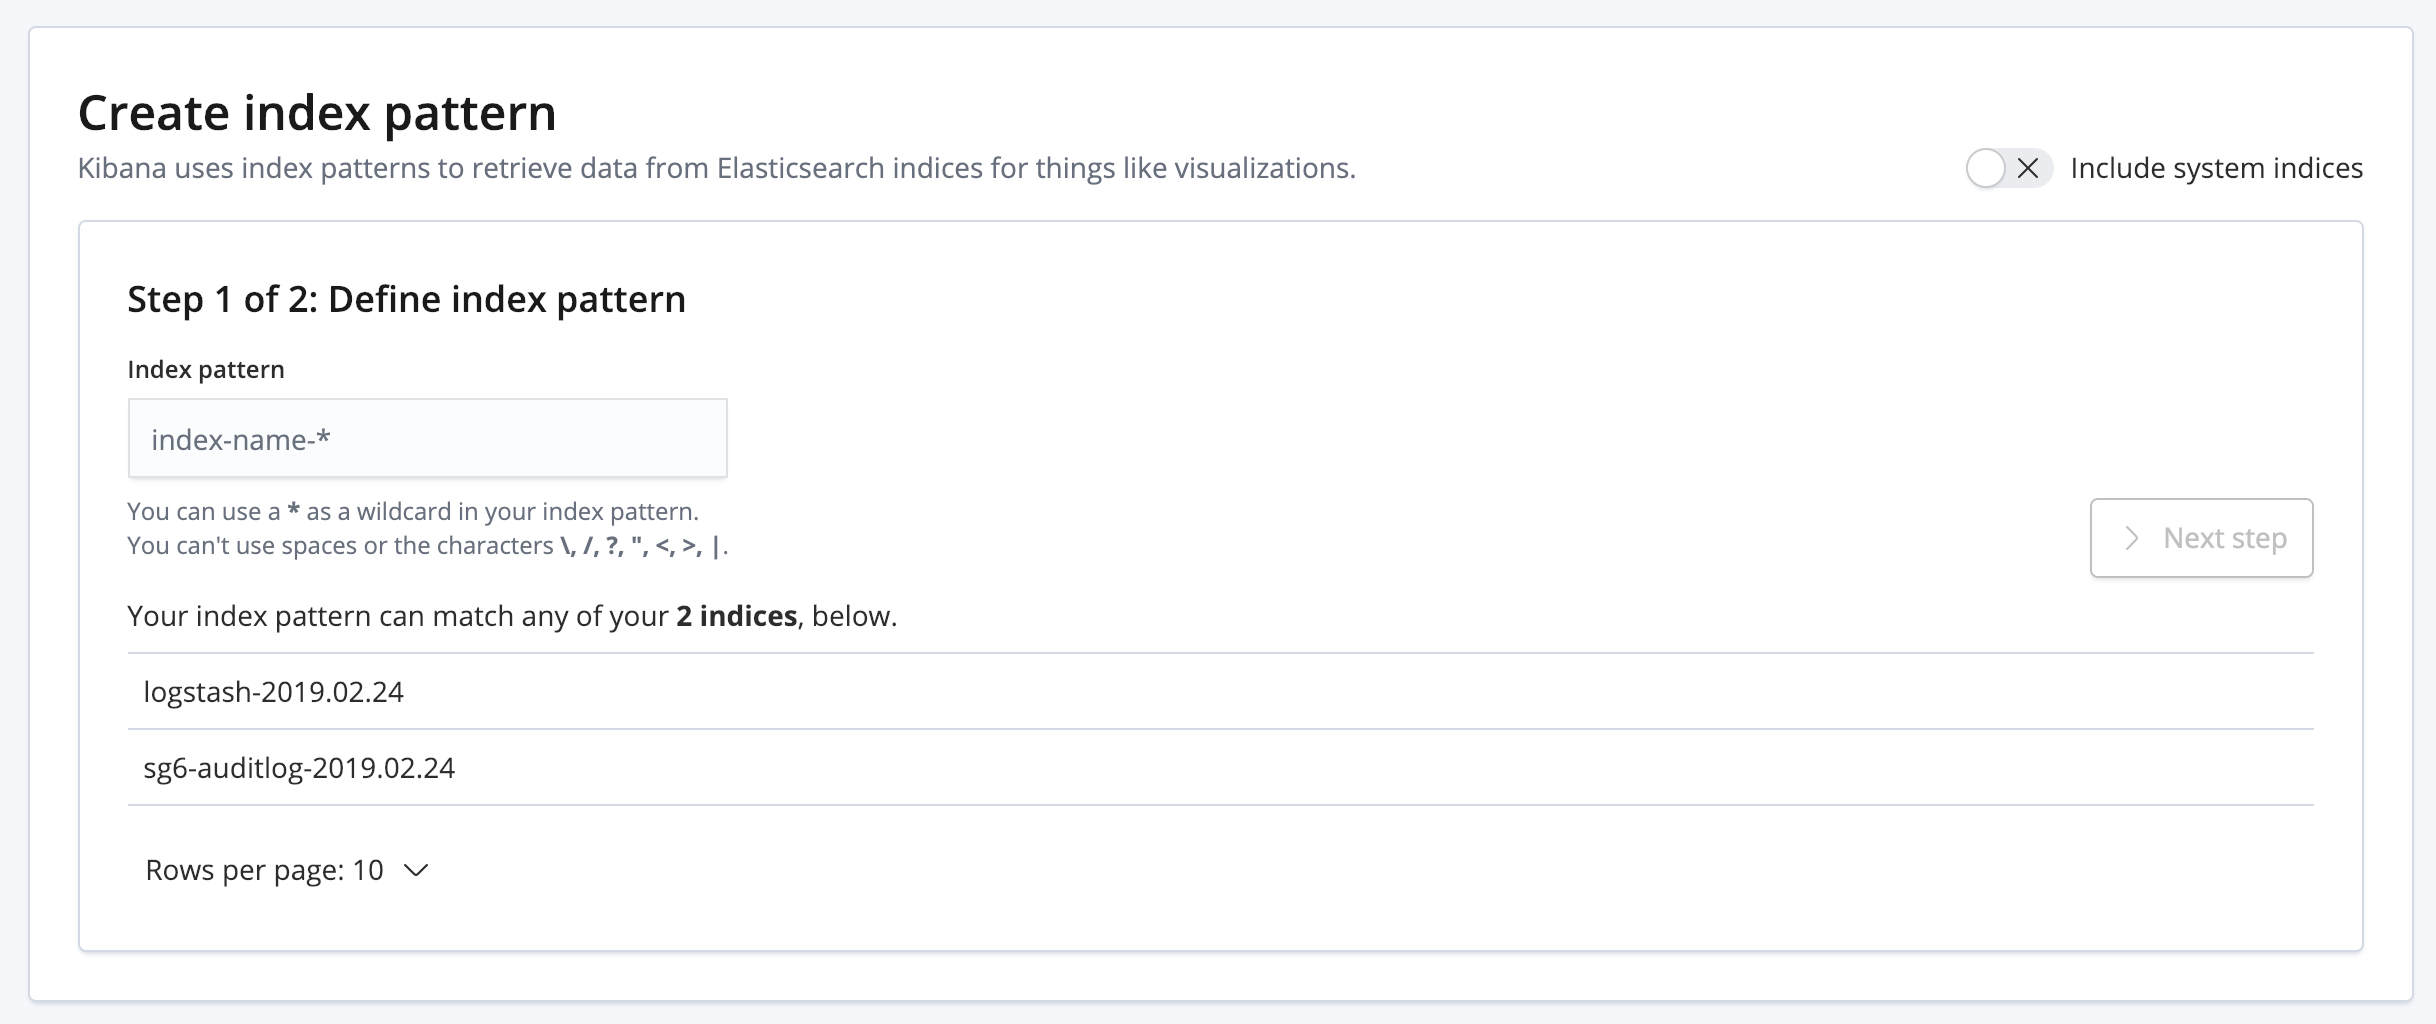 Create index pattern
Kibana uses index patterns to retrieve data from Elasticsearch indices for things like visualizations.
Include system indices
Step 1 of 2: Define index pattern
Index pattern
index-name-*
You can use a * as a wildcard in your index pattern.
You can't use spaces or the characters \, /, ?, ", <, >, |.
Next step
Your index pattern can match any of your 2 indices, below.
logstash-2019.02.24
sg6-auditlog-2019.02.24
Rows per page: 10